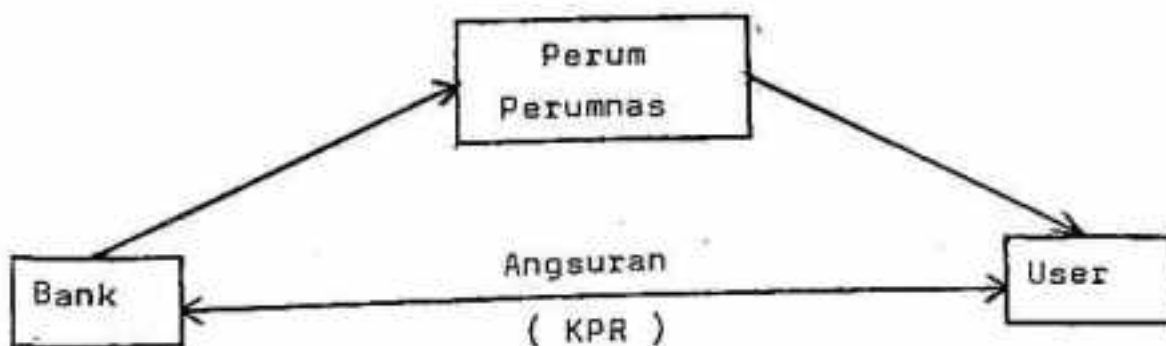 Perum
Perumnas
Bank
Angsuran
( KPR )
User